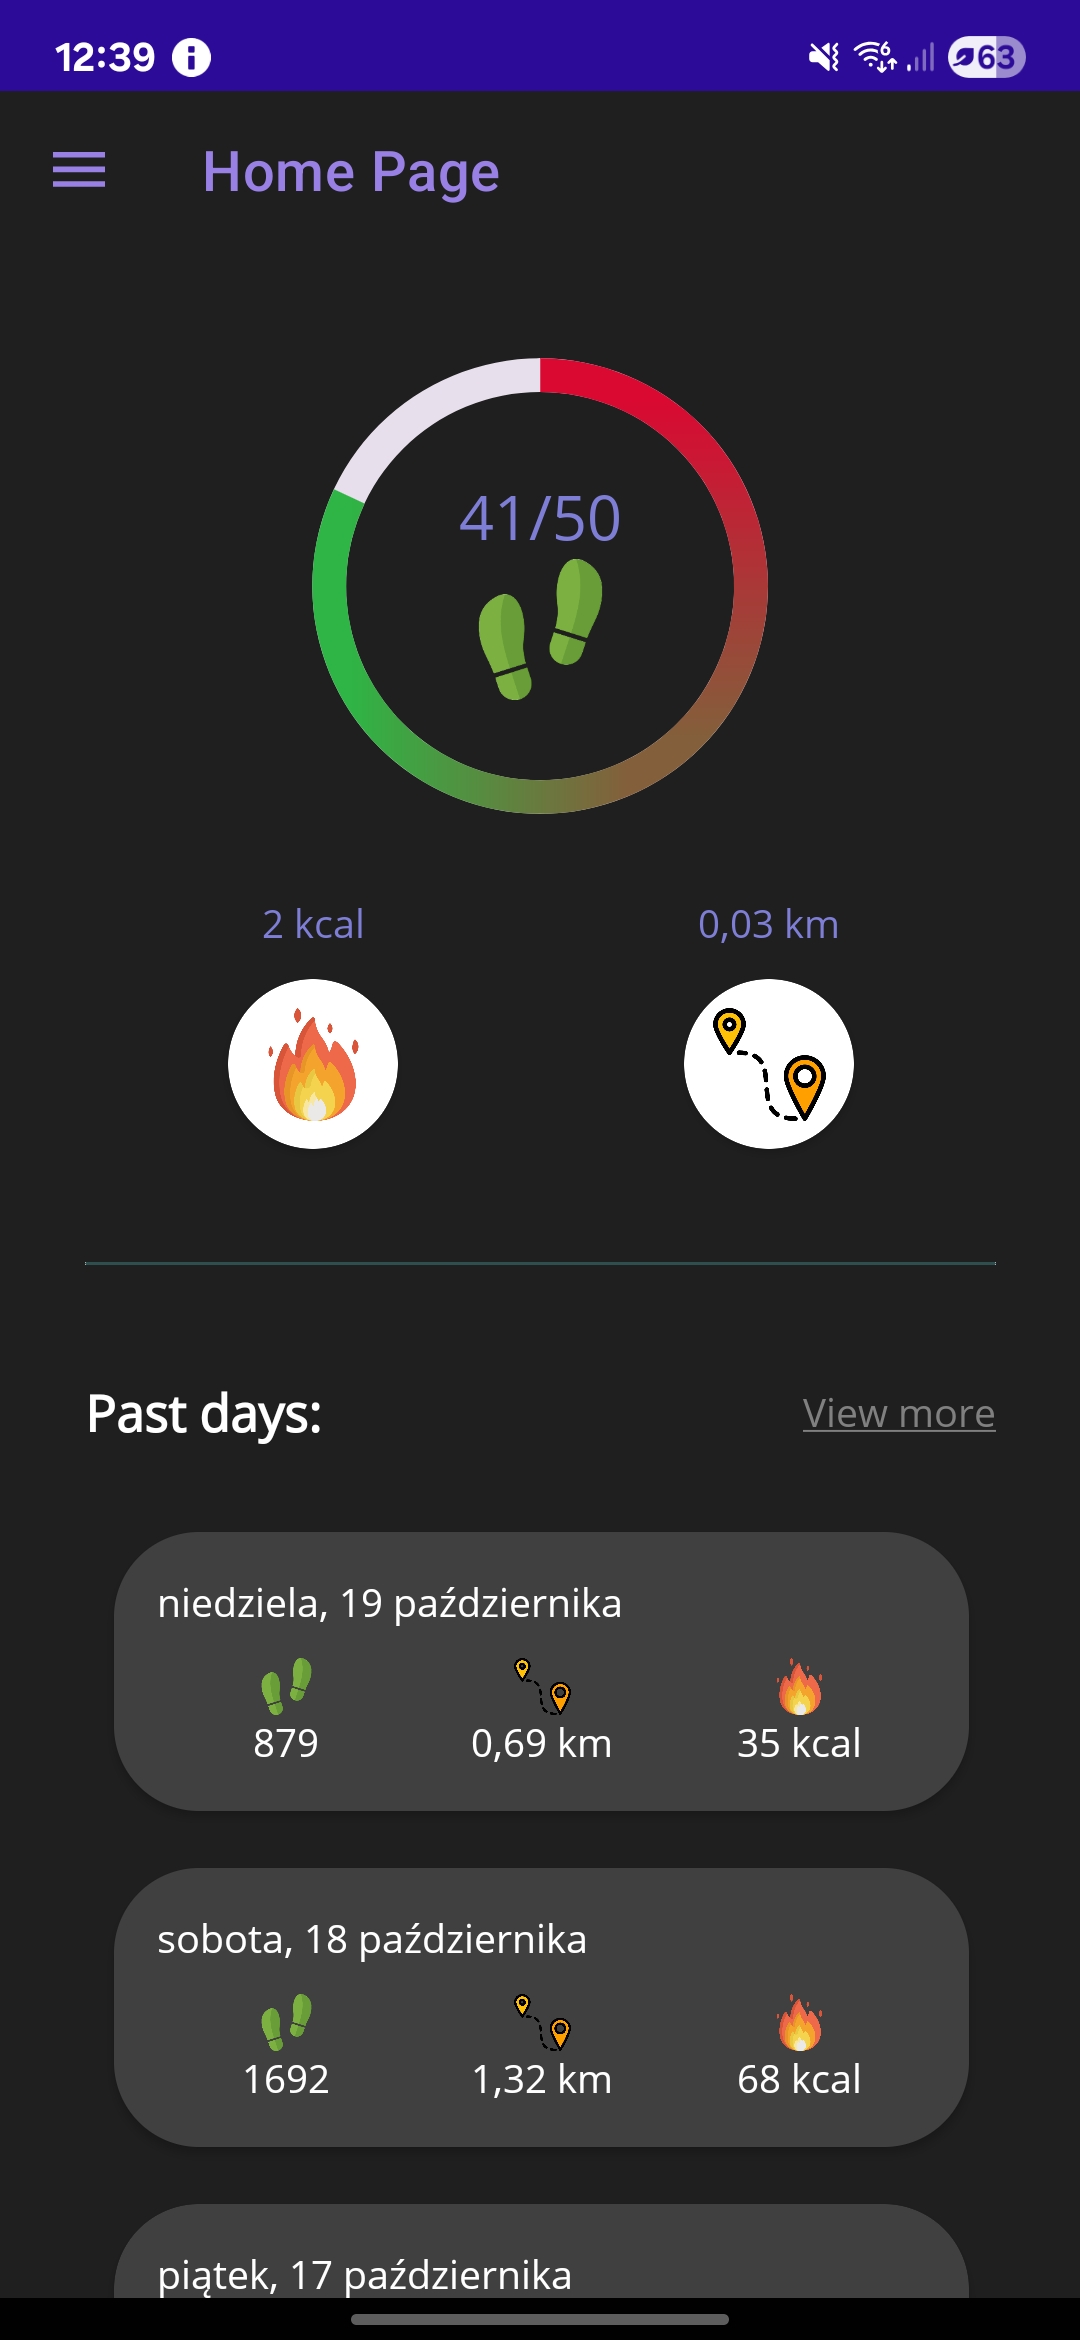 12:39
6
63
Home Page
41/50
2 kcal
0,03 km
Past days:
View more
niedziela, 19 października
879
0,69 km
35 kcal
sobota, 18 października
1692
1,32 km
68 kcal
piątek, 17 października